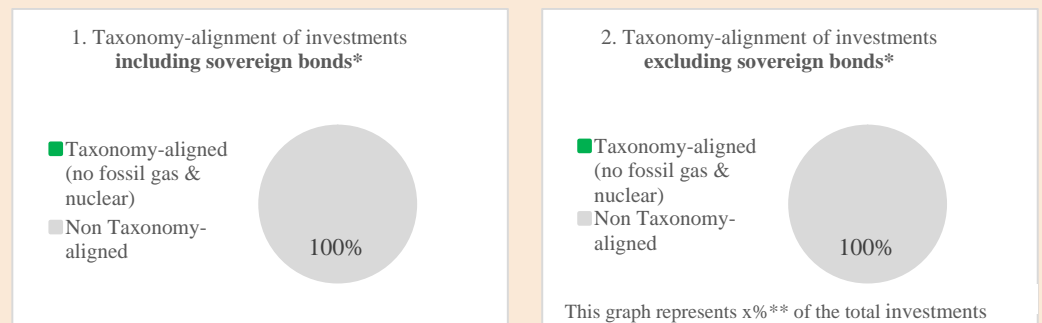 1. Taxonomy-alignment of investments
including sovereign bonds*
Taxonomy-aligned
(no fossil gas &
nuclear)
Non Taxonomy-
aligned
100%
2. Taxonomy-alignment of investments
excluding sovereign bonds*
Taxonomy-aligned
(no fossil gas &
nuclear)
Non Taxonomy-
aligned
100%
This graph represents x%** of the total investments